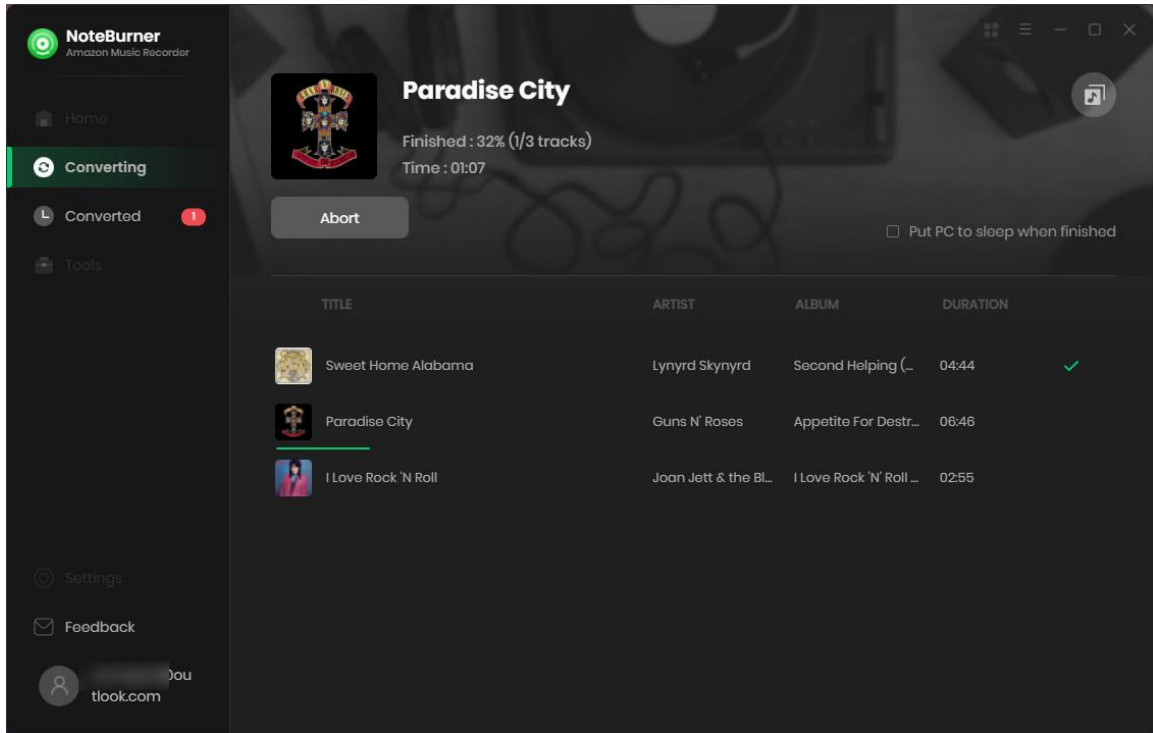 NoteBurner
Amazon Music Recorder
Home
Converting
Converted 1
Tools
Settings
Feedback
ou
tlook.com
Paradise City
Finished : 32% (1/3 tracks)
Time : 01:07
Abort
Put PC to sleep when finished
TITLE ARTIST ALBUM DURATION
Sweet Home Alabama Lynyrd Skynyrd Second Helping (... 04:44
Paradise City Guns N' Roses Appetite For Destr... 06:46
I Love Rock 'N Roll Joan Jett & the Bl... I Love Rock 'N' Roll ... 02:55